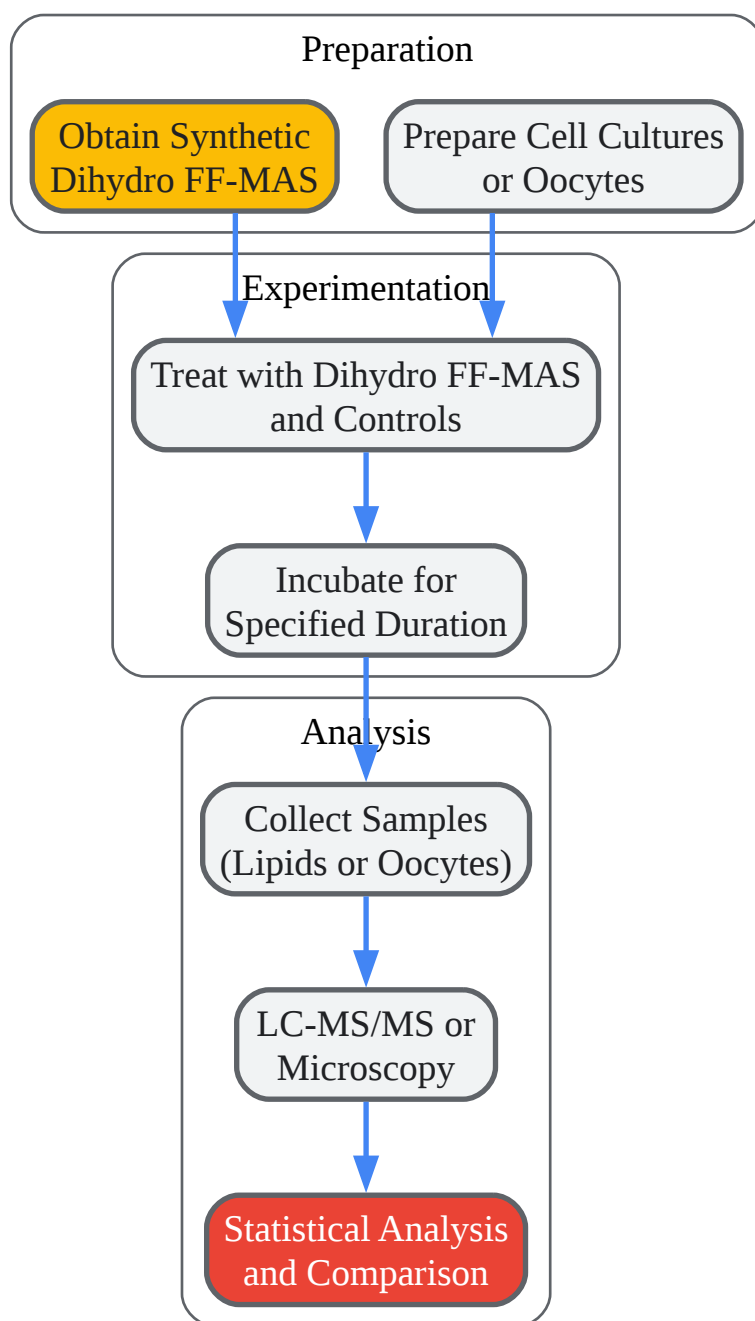 Preparation
Obtain Synthetic
Dihydro FF-MAS
Prepare Cell Cultures
or Oocytes
Experimentation
Treat with Dihydro FF-MAS
and Controls
Incubate for
Specified Duration
Analysis
Collect Samples
(Lipids or Oocytes)
LC-MS/MS or
Microscopy
Statistical Analysis
and Comparison